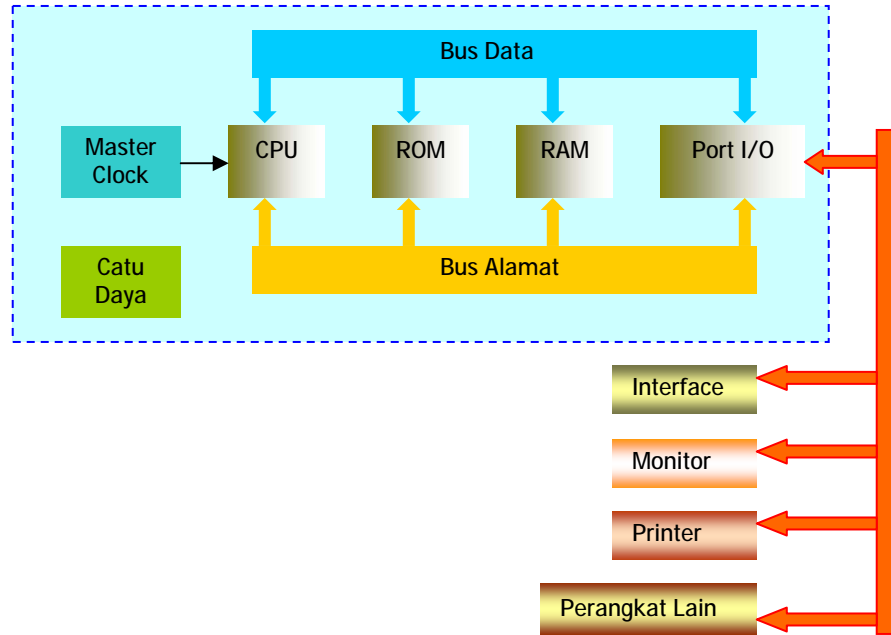 Bus Data
Master
Clock
CPU
ROM
RAM
Port I/O
Catu
Daya
Bus Alamat
Interface
Monitor
Printer
Perangkat Lain